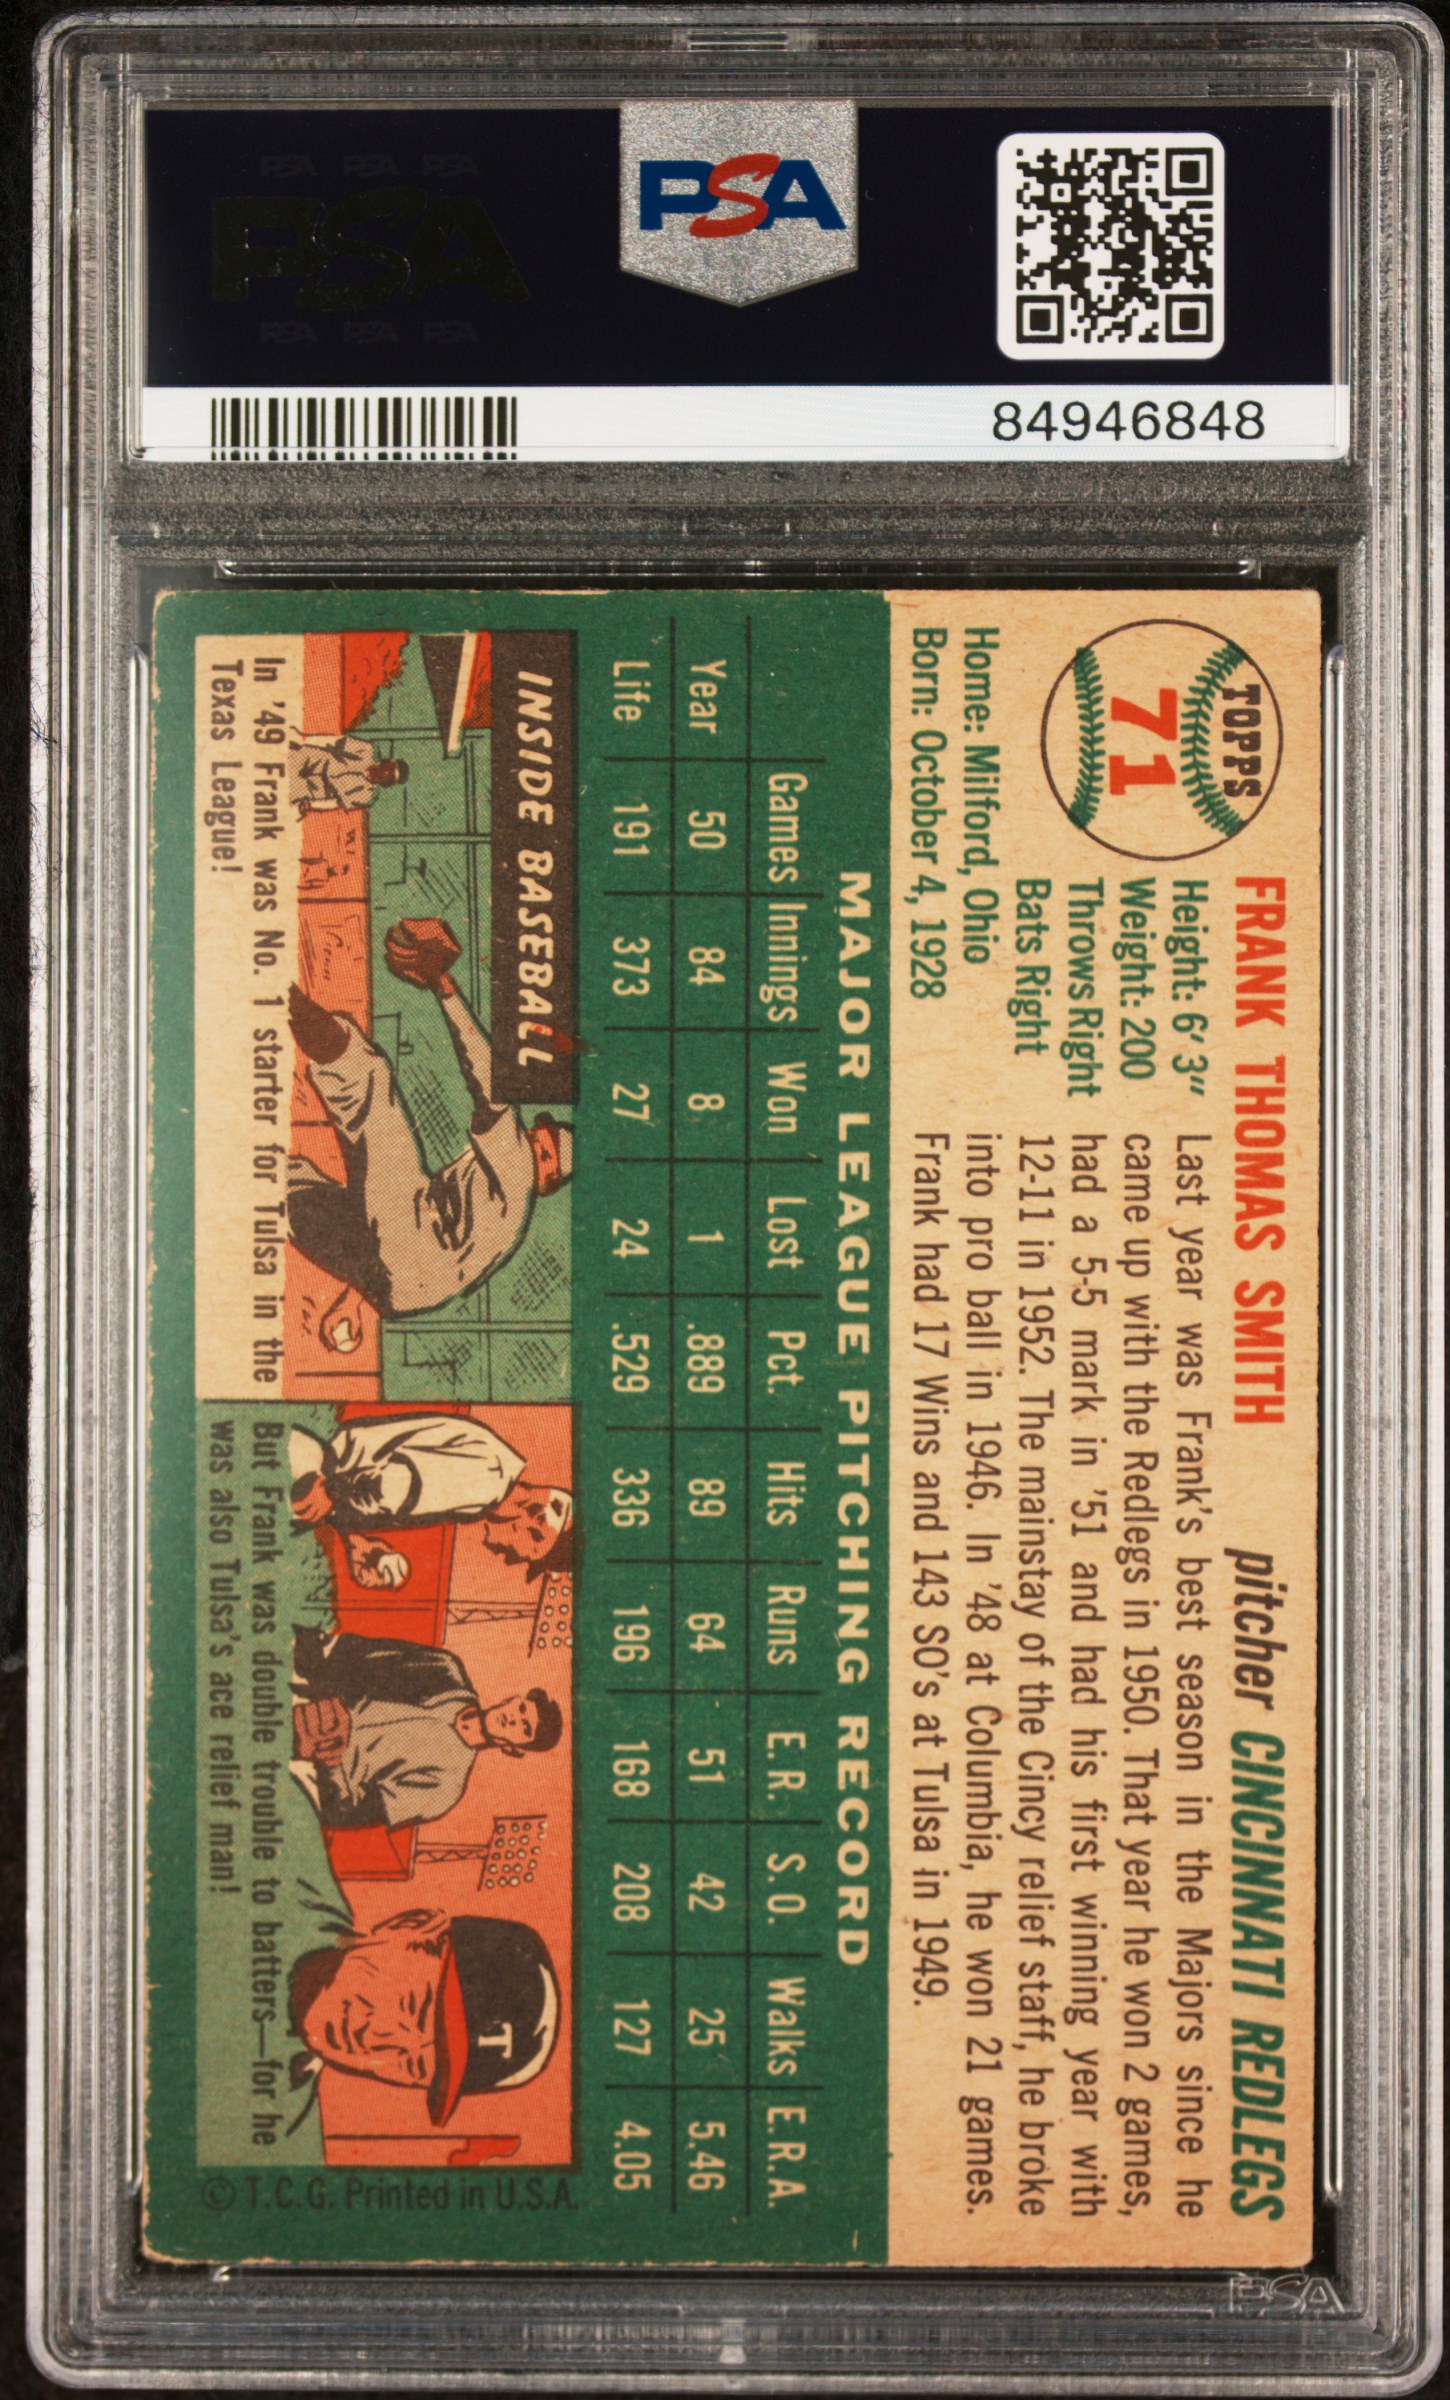 PSA PSA PSA
PSA
PSA PSA PSA
PSA
84946848
TOPPS
71
FRANK THOMAS SMITH pitcher CINCINNATI REDLEGS
Height: 6' 3"
Weight: 200
Throws Right
Bats Right
Home: Milford, Ohio
Born: October 4, 1928
Last year was Frank's best season in the Majors since he
came up with the Redlegs in 1950. That year he won 2 games,
had a 5-5 mark in '51 and had his first winning year with
12-11 in 1952. The mainstay of the Cincy relief staff, he broke
into pro ball in 1946. In '48 at Columbia, he won 21 games.
Frank had 17 Wins and 143 SO's at Tulsa in 1949.
MAJOR LEAGUE PITCHING RECORD
Games Innings Won Lost Pct. Hits Runs E.R. S.O. Walks E.R.A.
Year 50 84 8 1 .889 89 64 51 42 25 5.46
Life 191 373 27 24 .529 336 196 168 208 127 4.05
INSIDE BASEBALL
In '49 Frank was No. 1 starter for Tulsa in the
Texas League!
T
T
But Frank was double trouble to batters—for he
was also Tulsa's ace relief man!
© T.C.G. Printed in U.S.A.
PSA